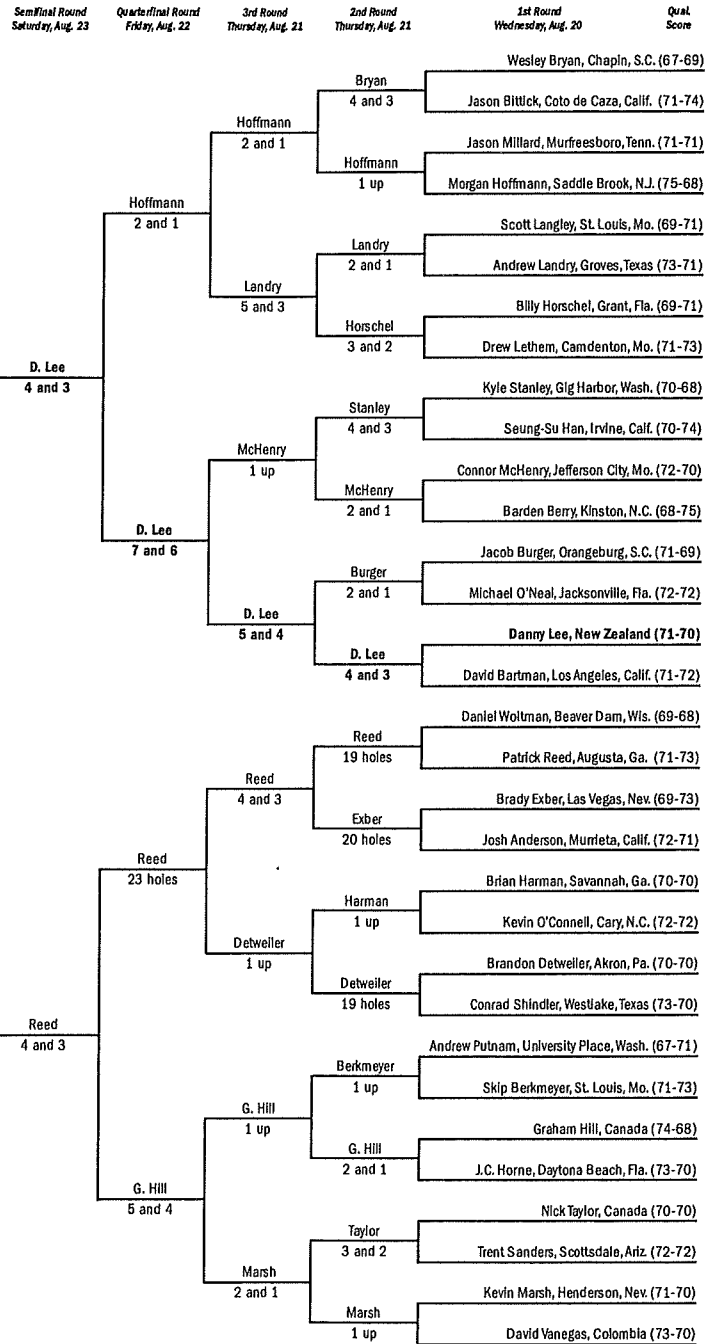 Semifinal Round Quarterfinal Round 3rd Round 2nd Round 1st Round Qual.
Saturday, Aug. 23 Friday, Aug. 22 Thursday, Aug. 21 Thursday, Aug. 21 Wednesday, Aug. 20 Score
Wesley Bryan, Chapin, S.C. (67-69)
Bryan
4 and 3
Jason Bittick, Coto de Caza, Calif. (71-74)
Hoffmann
2 and 1
Jason Millard, Murfreesboro, Tenn. (71-71)
Hoffmann
1 up
Morgan Hoffmann, Saddle Brook, N.J. (75-68)
Hoffmann
2 and 1
Scott Langley, St. Louis, Mo. (69-71)
Landry
2 and 1
Andrew Landry, Groves, Texas (73-71)
Landry
5 and 3
Billy Horschel, Grant, Fla. (69-71)
Horschel
3 and 2
Drew Lethem, Camdenton, Mo. (71-73)
D. Lee
4 and 3
Kyle Stanley, Gig Harbor, Wash. (70-68)
Stanley
4 and 3
Seung-Su Han, Irvine, Calif. (70-74)
McHenry
1 up
Connor McHenry, Jefferson City, Mo. (72-70)
McHenry
2 and 1
Barden Berry, Kinston, N.C. (68-75)
D. Lee
7 and 6
Jacob Burger, Orangeburg, S.C. (71-69)
Burger
2 and 1
Michael O'Neal, Jacksonville, Fla. (72-72)
D. Lee
5 and 4
Danny Lee, New Zealand (71-70)
D. Lee
4 and 3
David Bartman, Los Angeles, Calif. (71-72)
Daniel Woltman, Beaver Dam, Wis. (69-68)
Reed
19 holes
Patrick Reed, Augusta, Ga. (71-73)
Reed
4 and 3
Brady Exber, Las Vegas, Nev. (69-73)
Exber
20 holes
Josh Anderson, Murrieta, Calif. (72-71)
Reed
23 holes
Brian Harman, Savannah, Ga. (70-70)
Harman
1 up
Kevin O'Connell, Cary, N.C. (72-72)
Detweiler
1 up
Brandon Detweiler, Akron, Pa. (70-70)
Detweiler
19 holes
Conrad Shindler, Westlake, Texas (73-70)
Reed
4 and 3
Andrew Putnam, University Place, Wash. (67-71)
Berkmeyer
1 up
Skip Berkmeyer, St. Louis, Mo. (71-73)
G. Hill
1 up
Graham Hill, Canada (74-68)
G. Hill
2 and 1
J.C. Horne, Daytona Beach, Fla. (73-70)
G. Hill
5 and 4
Nick Taylor, Canada (70-70)
Taylor
3 and 2
Trent Sanders, Scottsdale, Ariz. (72-72)
Marsh
2 and 1
Kevin Marsh, Henderson, Nev. (71-70)
Marsh
1 up
David Vanegas, Colombia (73-70)